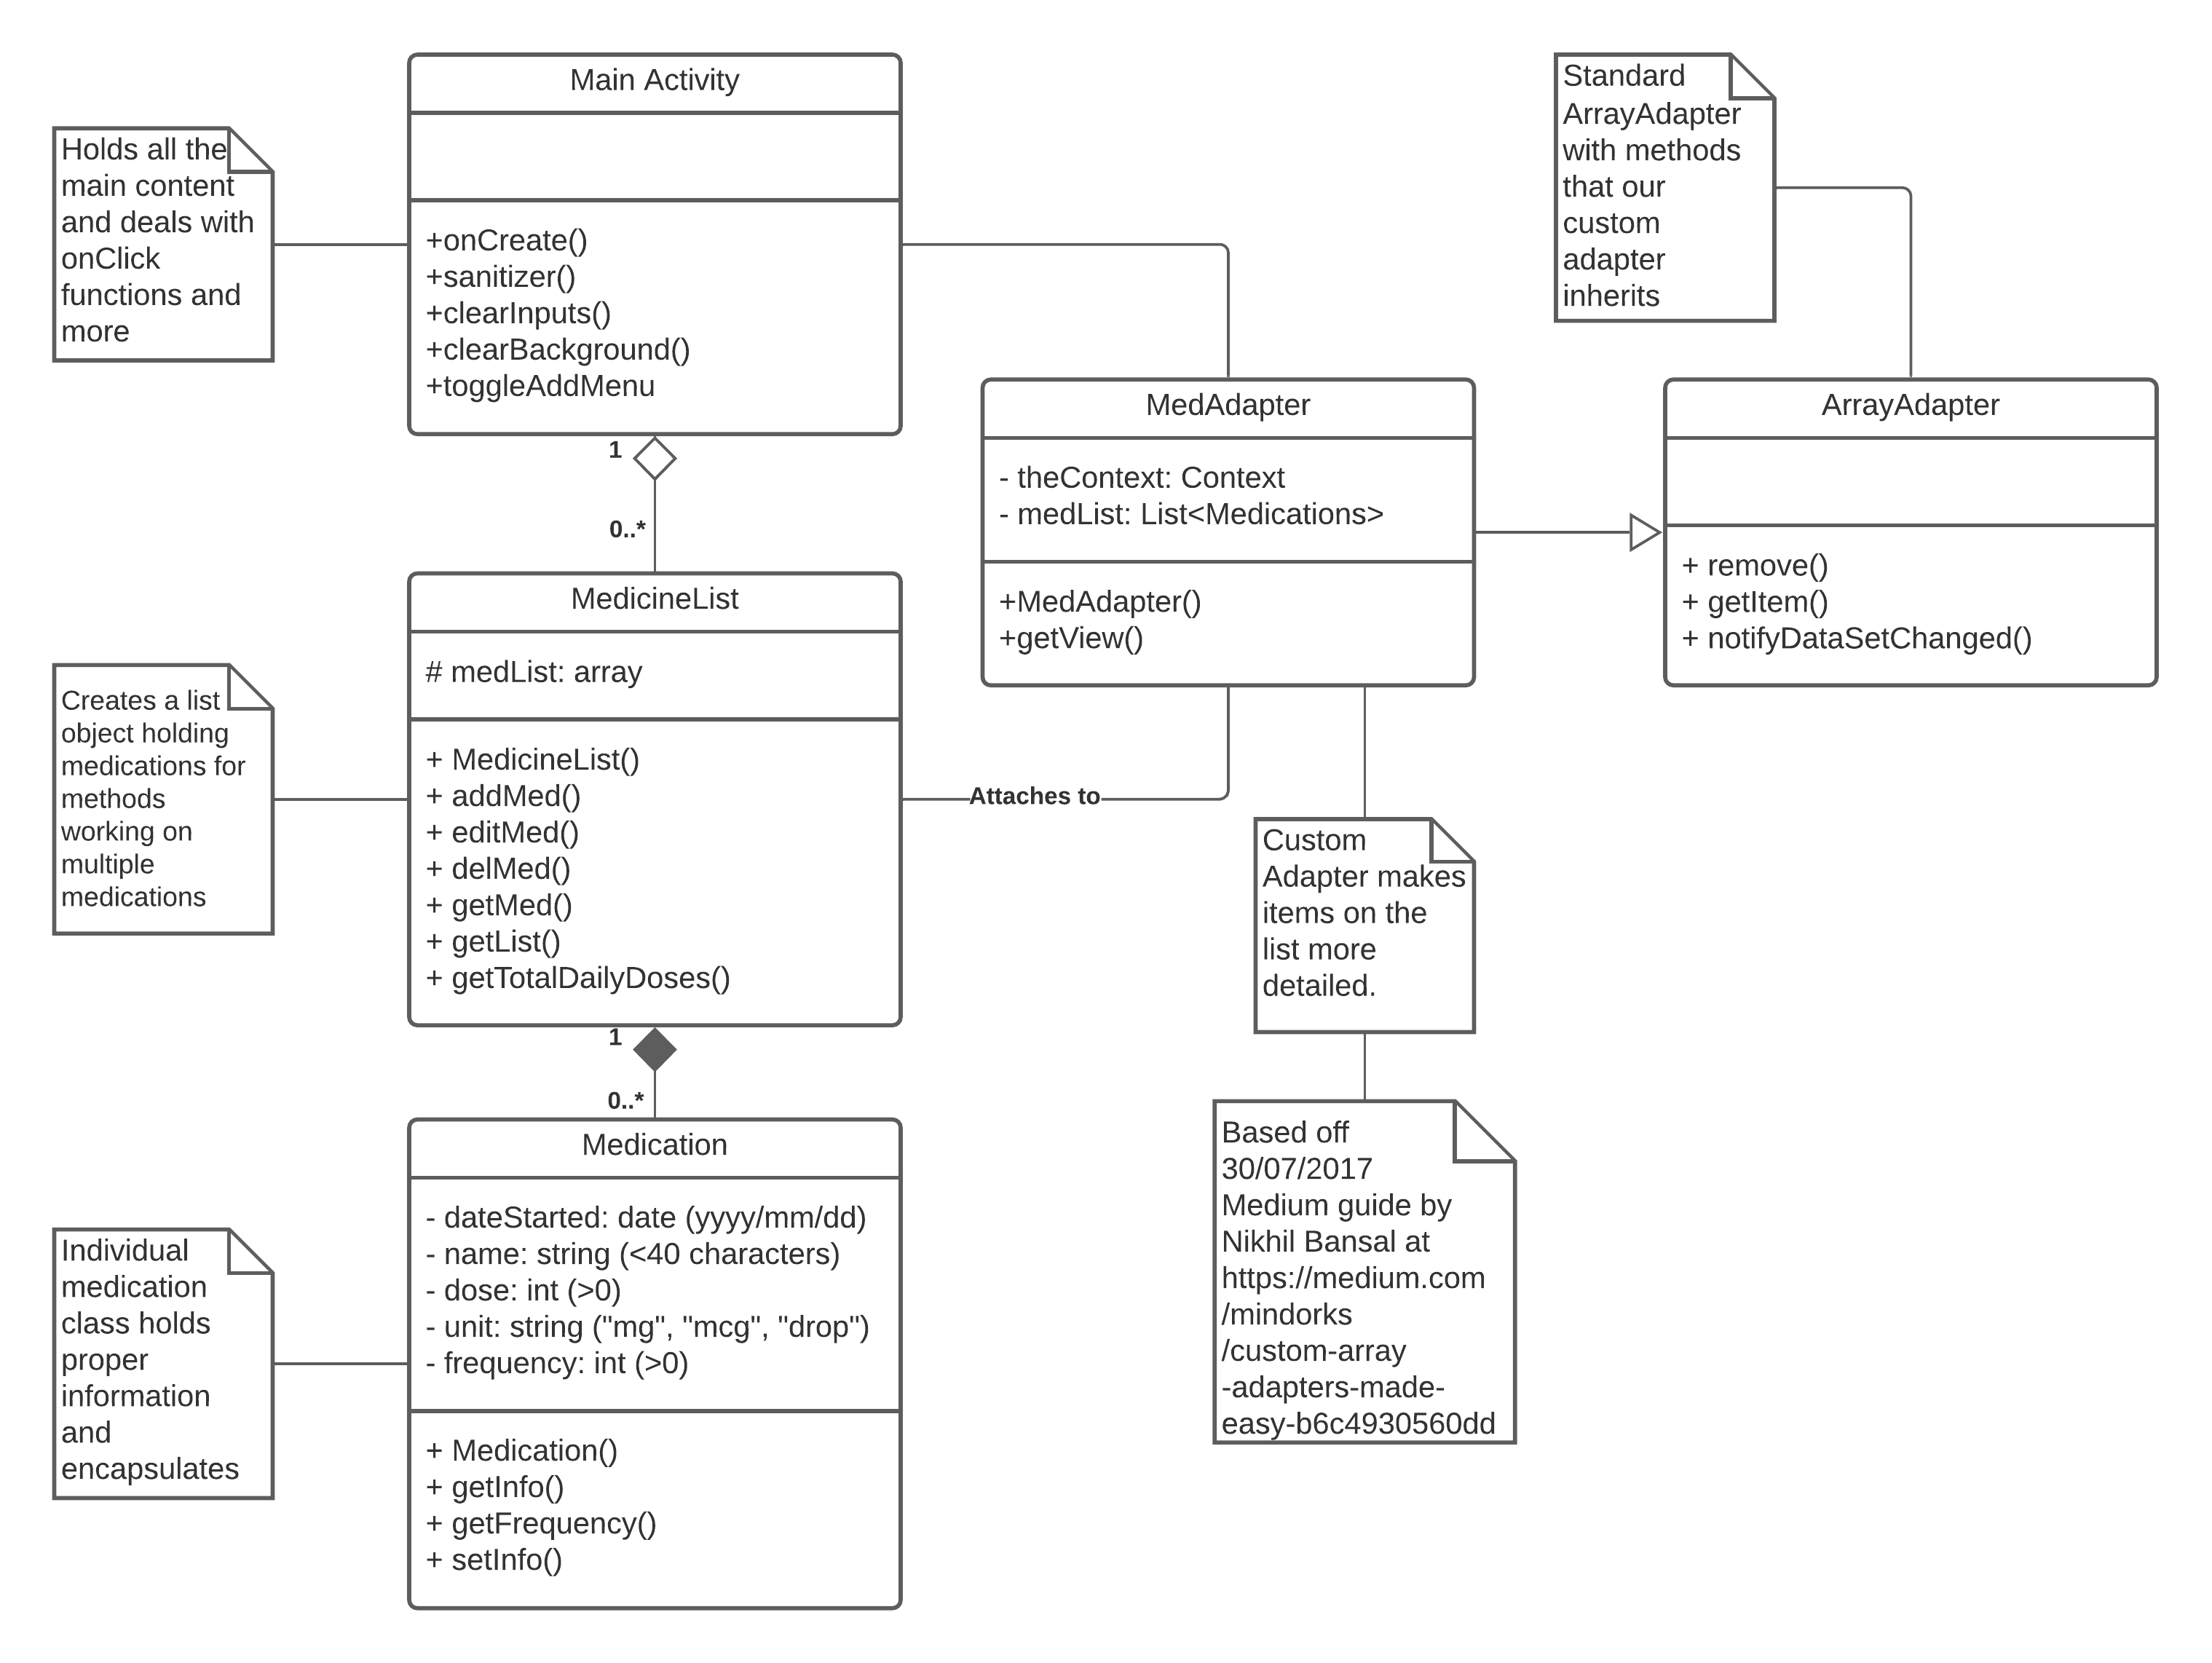 Main Activity
+onCreate()
+sanitizer()
+clearInputs()
+clearBackground()
+toggleAddMenu
Holds all the
main content
and deals with
onClick
functions and
more
Standard
ArrayAdapter
with methods
that our
custom
adapter
inherits
1
0..*
MedAdapter
- theContext: Context
- medList: List<Medications>
+MedAdapter()
+getView()
ArrayAdapter
+ remove()
+ getItem()
+ notifyDataSetChanged()
MedicineList
# medList: array
+ MedicineList()
+ addMed()
+ editMed()
+ delMed()
+ getMed()
+ getList()
+ getTotalDailyDoses()
Creates a list
object holding
medications for
methods
working on
multiple
medications
Attaches to
Custom
Adapter makes
items on the
list more
detailed.
1
0..*
Medication
- dateStarted: date (yyyy/mm/dd)
- name: string (<40 characters)
- dose: int (>0)
- unit: string ("mg", "mcg", "drop")
- frequency: int (>0)
+ Medication()
+ getInfo()
+ getFrequency()
+ setInfo()
Individual
medication
class holds
proper
information
and
encapsulates
Based off
30/07/2017
Medium guide by
Nikhil Bansal at
https://medium.com
/mindorks
/custom-array
-adapters-made-
easy-b6c4930560dd